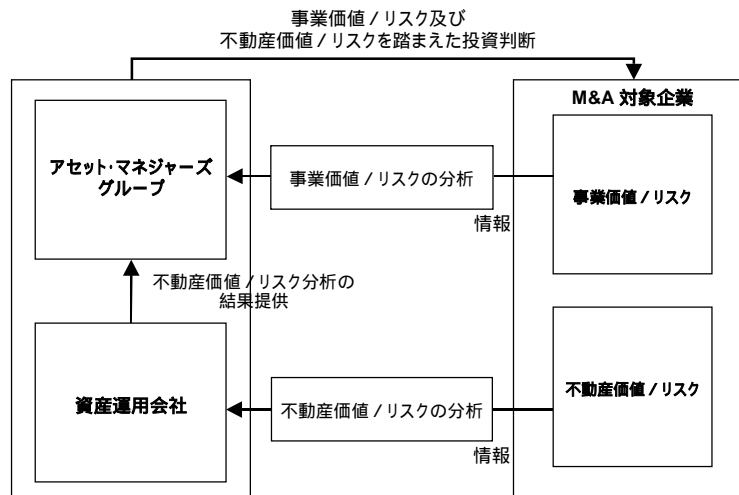 事業価値/リスク及び
不動産価値/リスクを踏まえた投資判断
M&A 対象企業
アセット・マネジャーズ
グループ
事業価値/リスクの分析
事業価値/リスク
情報
不動産価値/リスク分析の
結果提供
資産運用会社
不動産価値/リスクの分析
不動産価値/リスク
情報